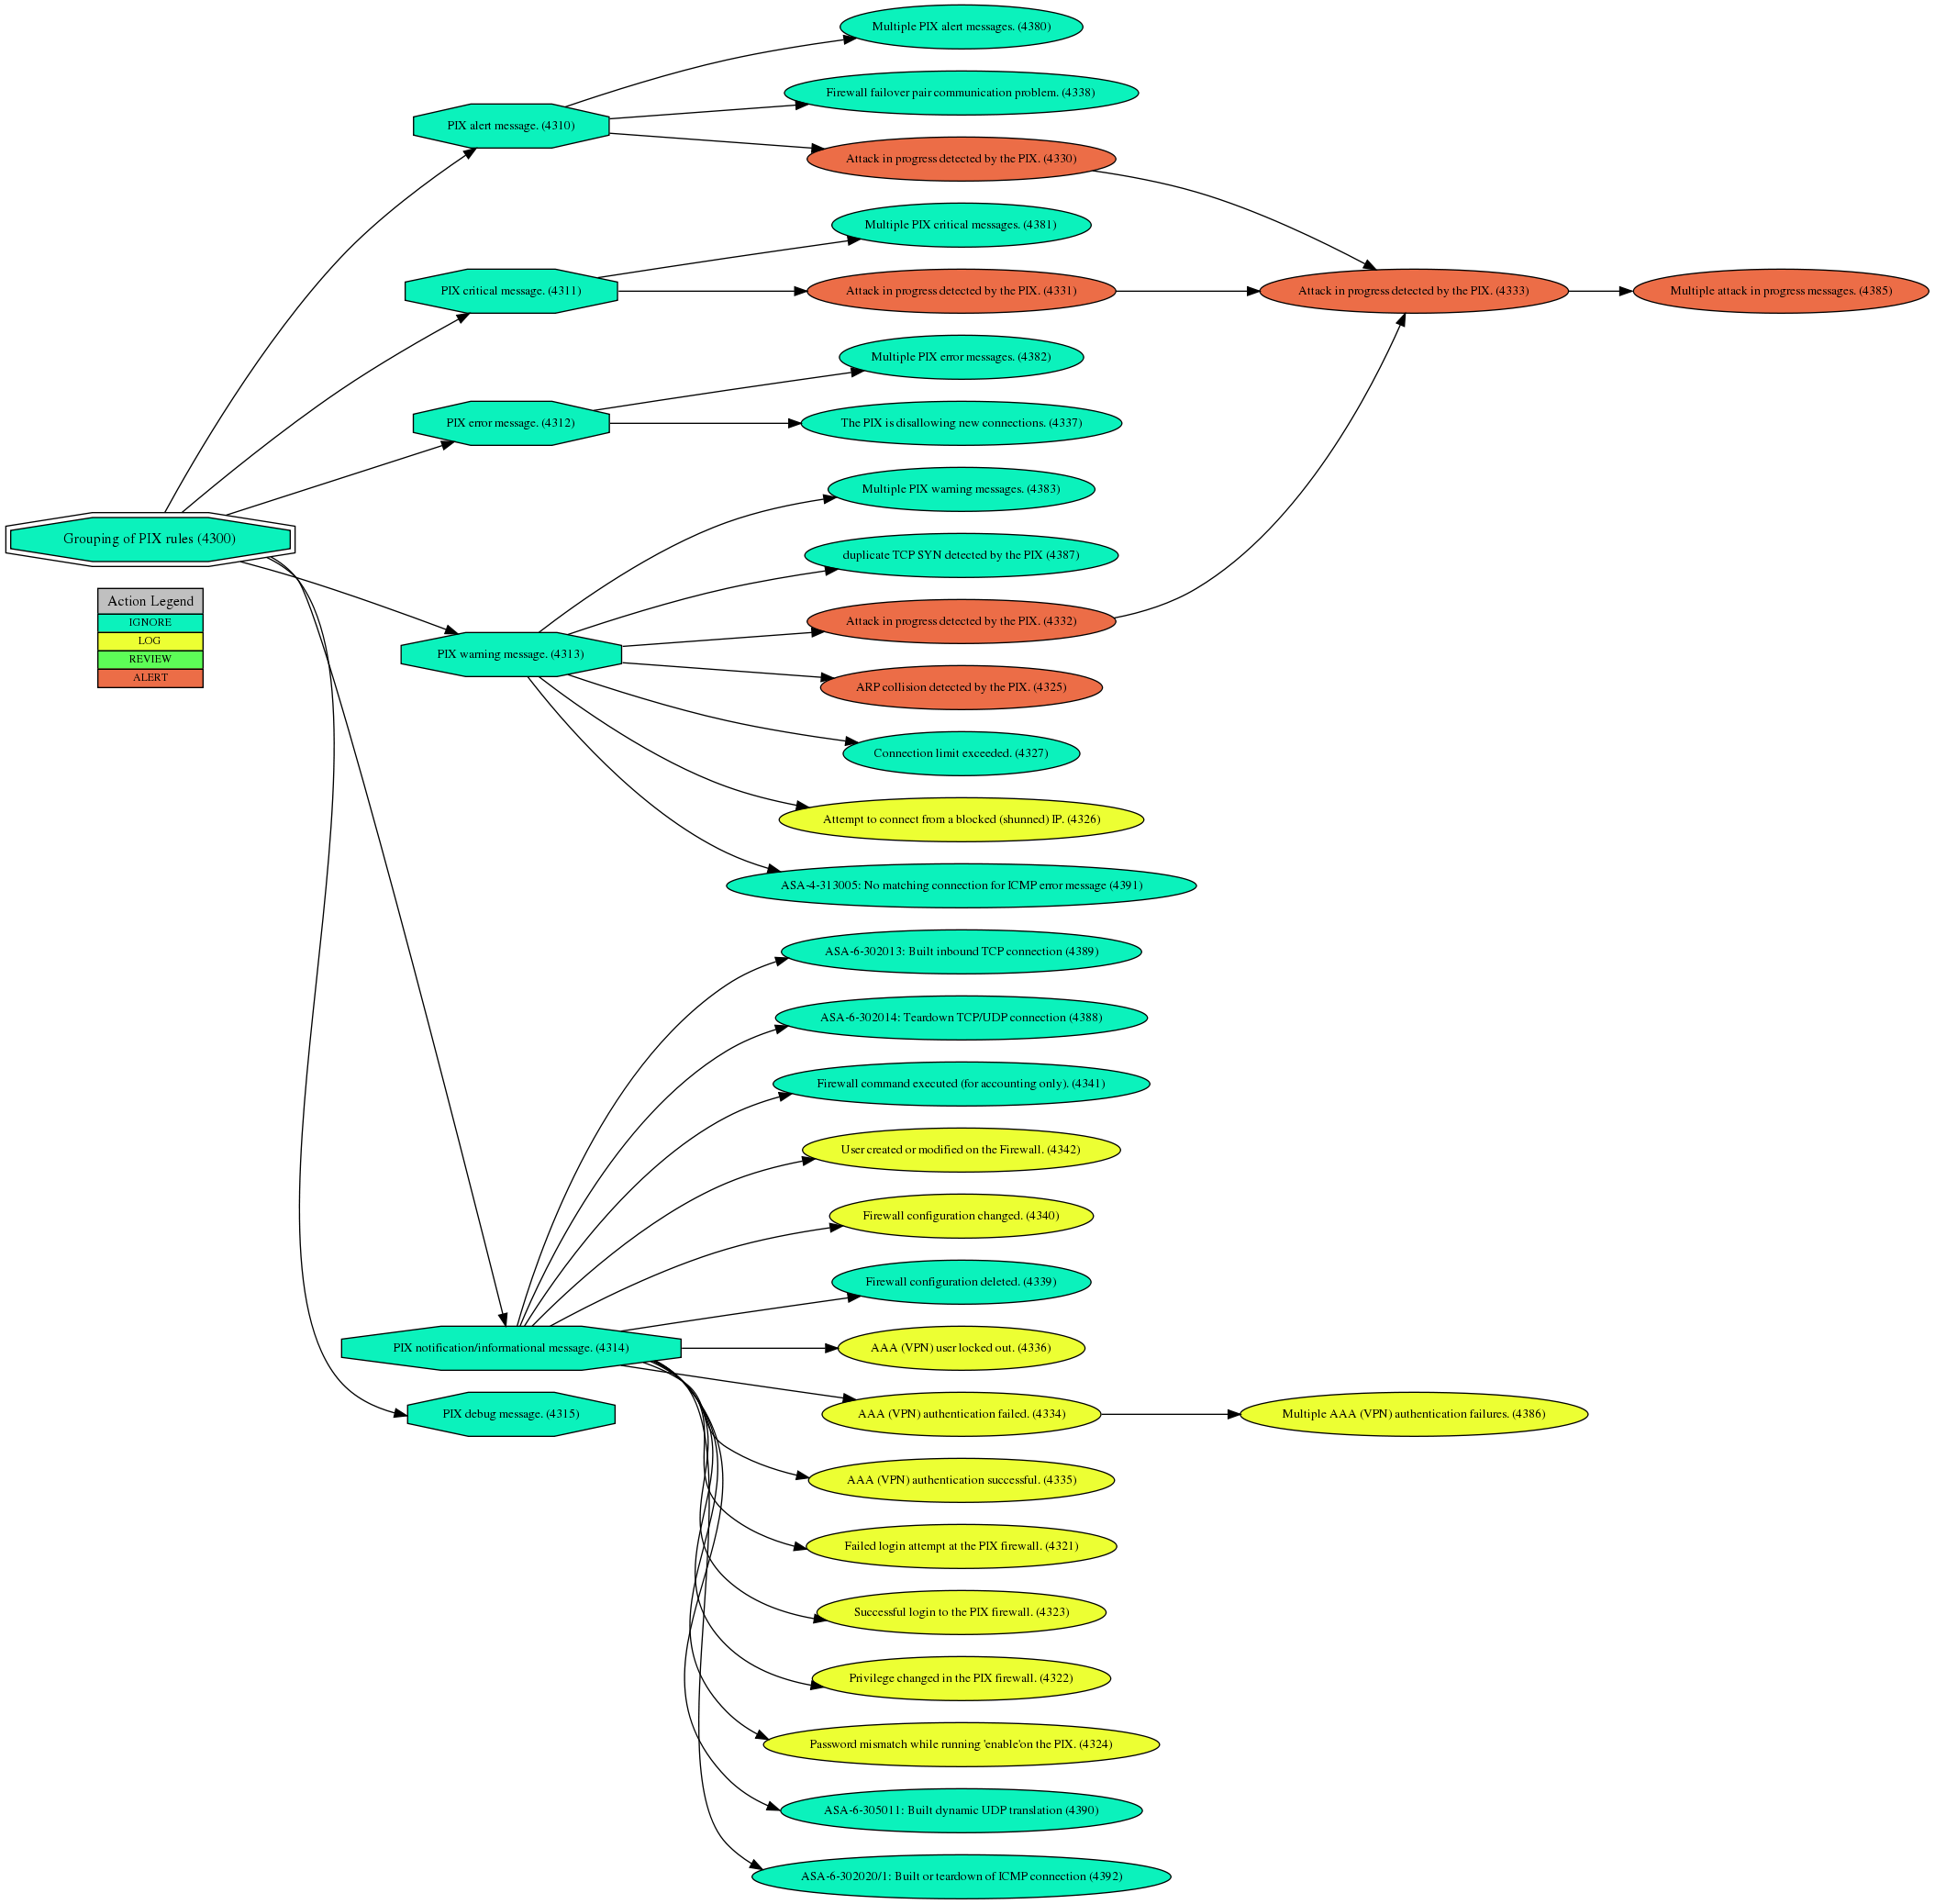 Multiple PIX alert messages. (4380)
Firewall failover pair communication problem. (4338)
PIX alert message. (4310)
Attack in progress detected by the PIX. (4330)
Multiple PIX critical messages. (4381)
PIX critical message. (4311)
Attack in progress detected by the PIX. (4331)
Attack in progress detected by the PIX. (4333)
Multiple attack in progress messages. (4385)
Multiple PIX error messages. (4382)
PIX error message. (4312)
The PIX is disallowing new connections. (4337)
Multiple PIX warning messages. (4383)
Grouping of PIX rules (4300)
duplicate TCP SYN detected by the PIX (4387)
Action Legend
IGNORE
LOG
REVIEW
ALERT
Attack in progress detected by the PIX. (4332)
PIX warning message. (4313)
ARP collision detected by the PIX. (4325)
Connection limit exceeded. (4327)
Attempt to connect from a blocked (shunned) IP. (4326)
ASA-4-313005: No matching connection for ICMP error message (4391)
ASA-6-302013: Built inbound TCP connection (4389)
ASA-6-302014: Teardown TCP/UDP connection (4388)
Firewall command executed (for accounting only). (4341)
User created or modified on the Firewall. (4342)
Firewall configuration changed. (4340)
Firewall configuration deleted. (4339)
PIX notification/informational message. (4314)
AAA (VPN) user locked out. (4336)
PIX debug message. (4315)
AAA (VPN) authentication failed. (4334)
Multiple AAA (VPN) authentication failures. (4386)
AAA (VPN) authentication successful. (4335)
Failed login attempt at the PIX firewall. (4321)
Successful login to the PIX firewall. (4323)
Privilege changed in the PIX firewall. (4322)
Password mismatch while running 'enable'on the PIX. (4324)
ASA-6-305011: Built dynamic UDP translation (4390)
ASA-6-302020/1: Built or teardown of ICMP connection (4392)